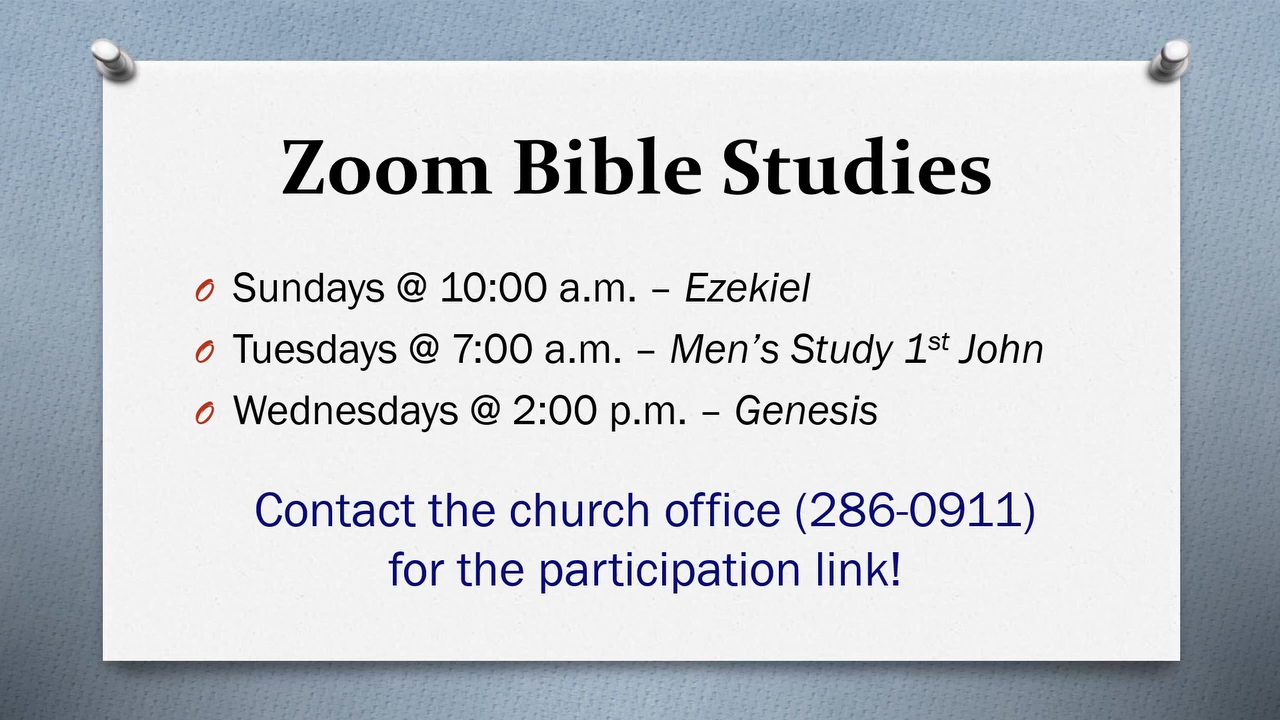 Zoom Bible Studies
Sundays @ 10:00 a.m. – Ezekiel
Tuesdays @ 7:00 a.m. – Men’s Study 1st John
Wednesdays @ 2:00 p.m. – Genesis
Contact the church office (286-0911)
for the participation link!